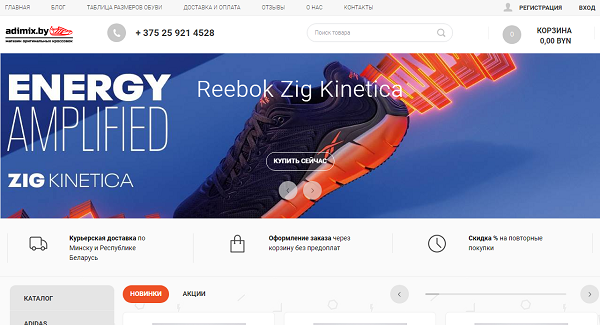 ГЛАВНАЯ БЛОГ ТАБЛИЦА РАЗМЕРОВ ОБУВИ ДОСТАВКА И ОПЛАТА ОТЗЫВЫ О НАС КОНТАКТЫ РЕГИСТРАЦИЯ ВХОД
adimix.by
магазин оригинальных кроссовок
+ 375 25 921 4528
Поиск товара
0
КОРЗИНА
0,00 BYN
ENERGY
AMPLIFIED
ZIG KINETICA
Reebok Zig Kinetica
КУПИТЬ СЕЙЧАС
Курьерская доставка по
Минску и Республике
Беларусь
Оформление заказа через
корзину без предоплат
Скидка % на повторные
покупки
КАТАЛОГ
ADIDAS
НОВИНКИ АКЦИИ